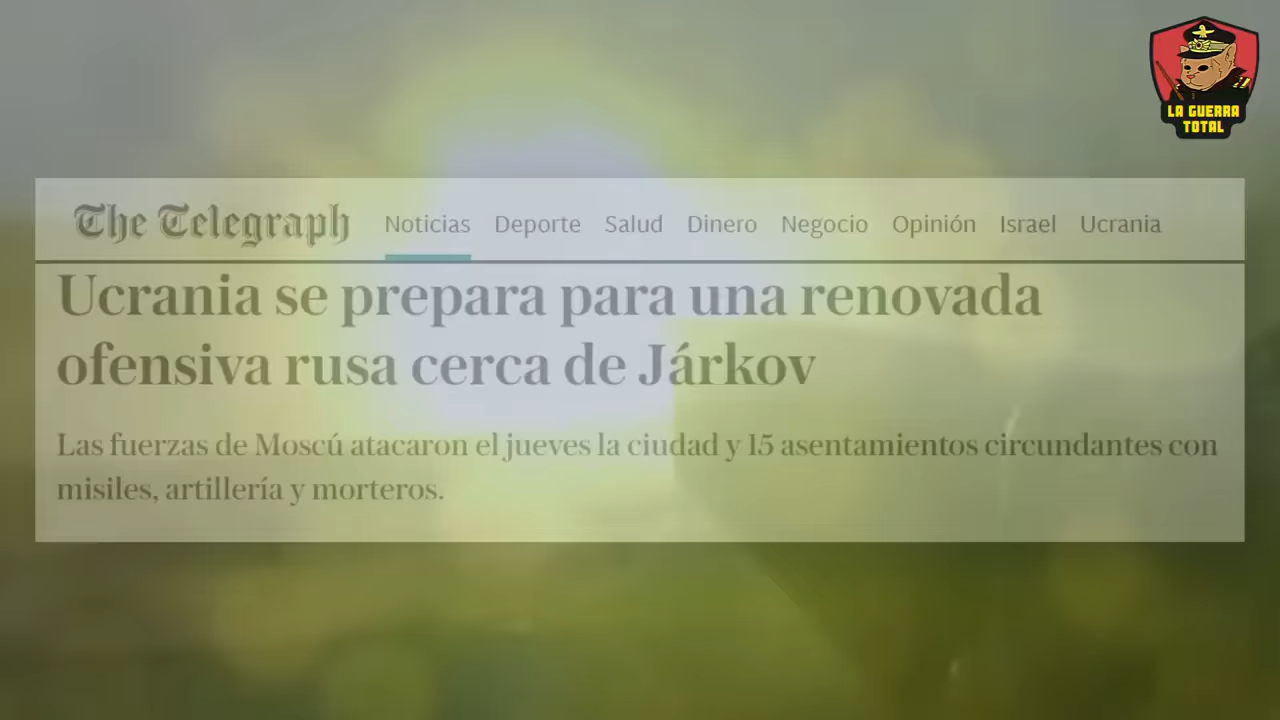 LA GUERRA
TOTAL
The Telegraph Noticias Deporte Salud Dinero Negocio Opinión Israel Ucrania
Ucrania se prepara para una renovada
ofensiva rusa cerca de Járkov
Las fuerzas de Moscú atacaron el jueves la ciudad y 15 asentamientos circundantes con
misiles, artillería y morteros.